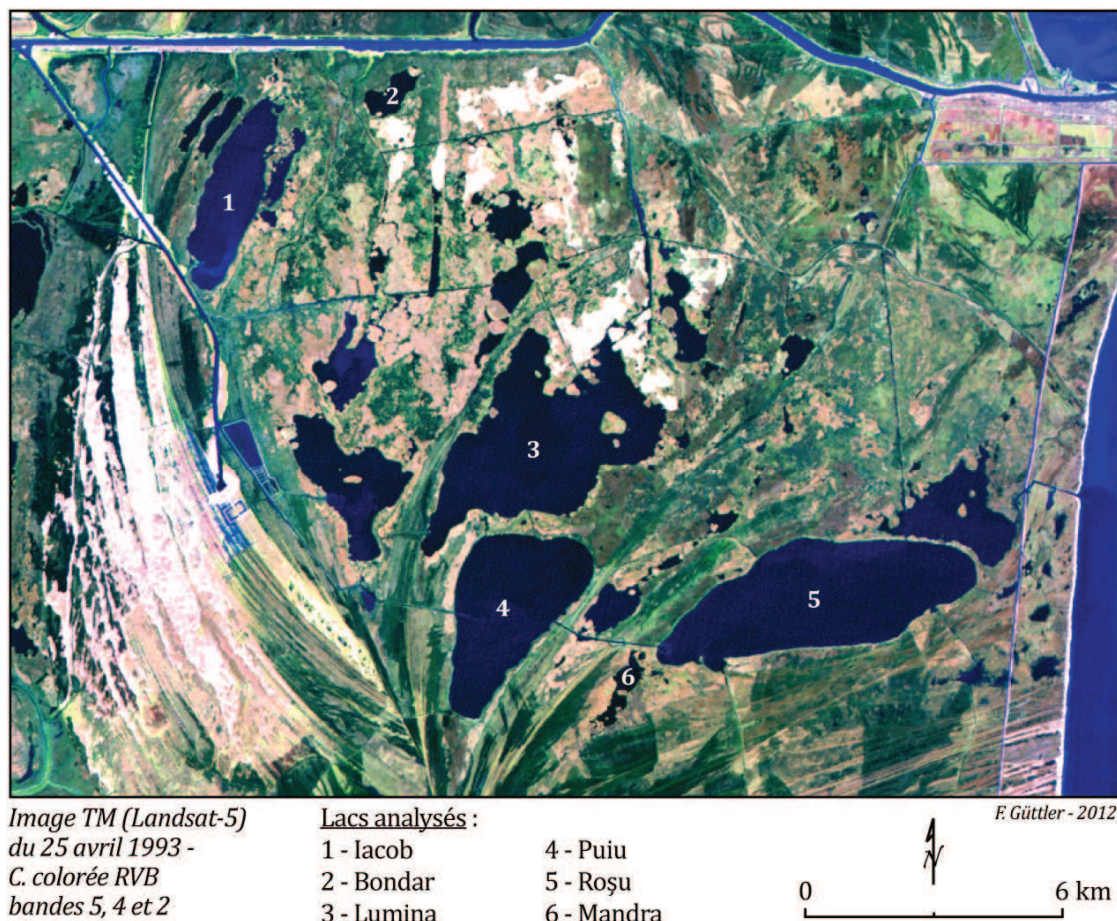 2
1
3
4
5
6
Image TM (Landsat-5)
du 25 avril 1993 -
C. colorée RVB
bandes 5, 4 et 2
Lacs analysés :
1 - Iacob
2 - Bondar
3 - Lumina
4 - Puiu
5 - Roşu
6 - Mandra
F. Güttler - 2012
N
0 6 km